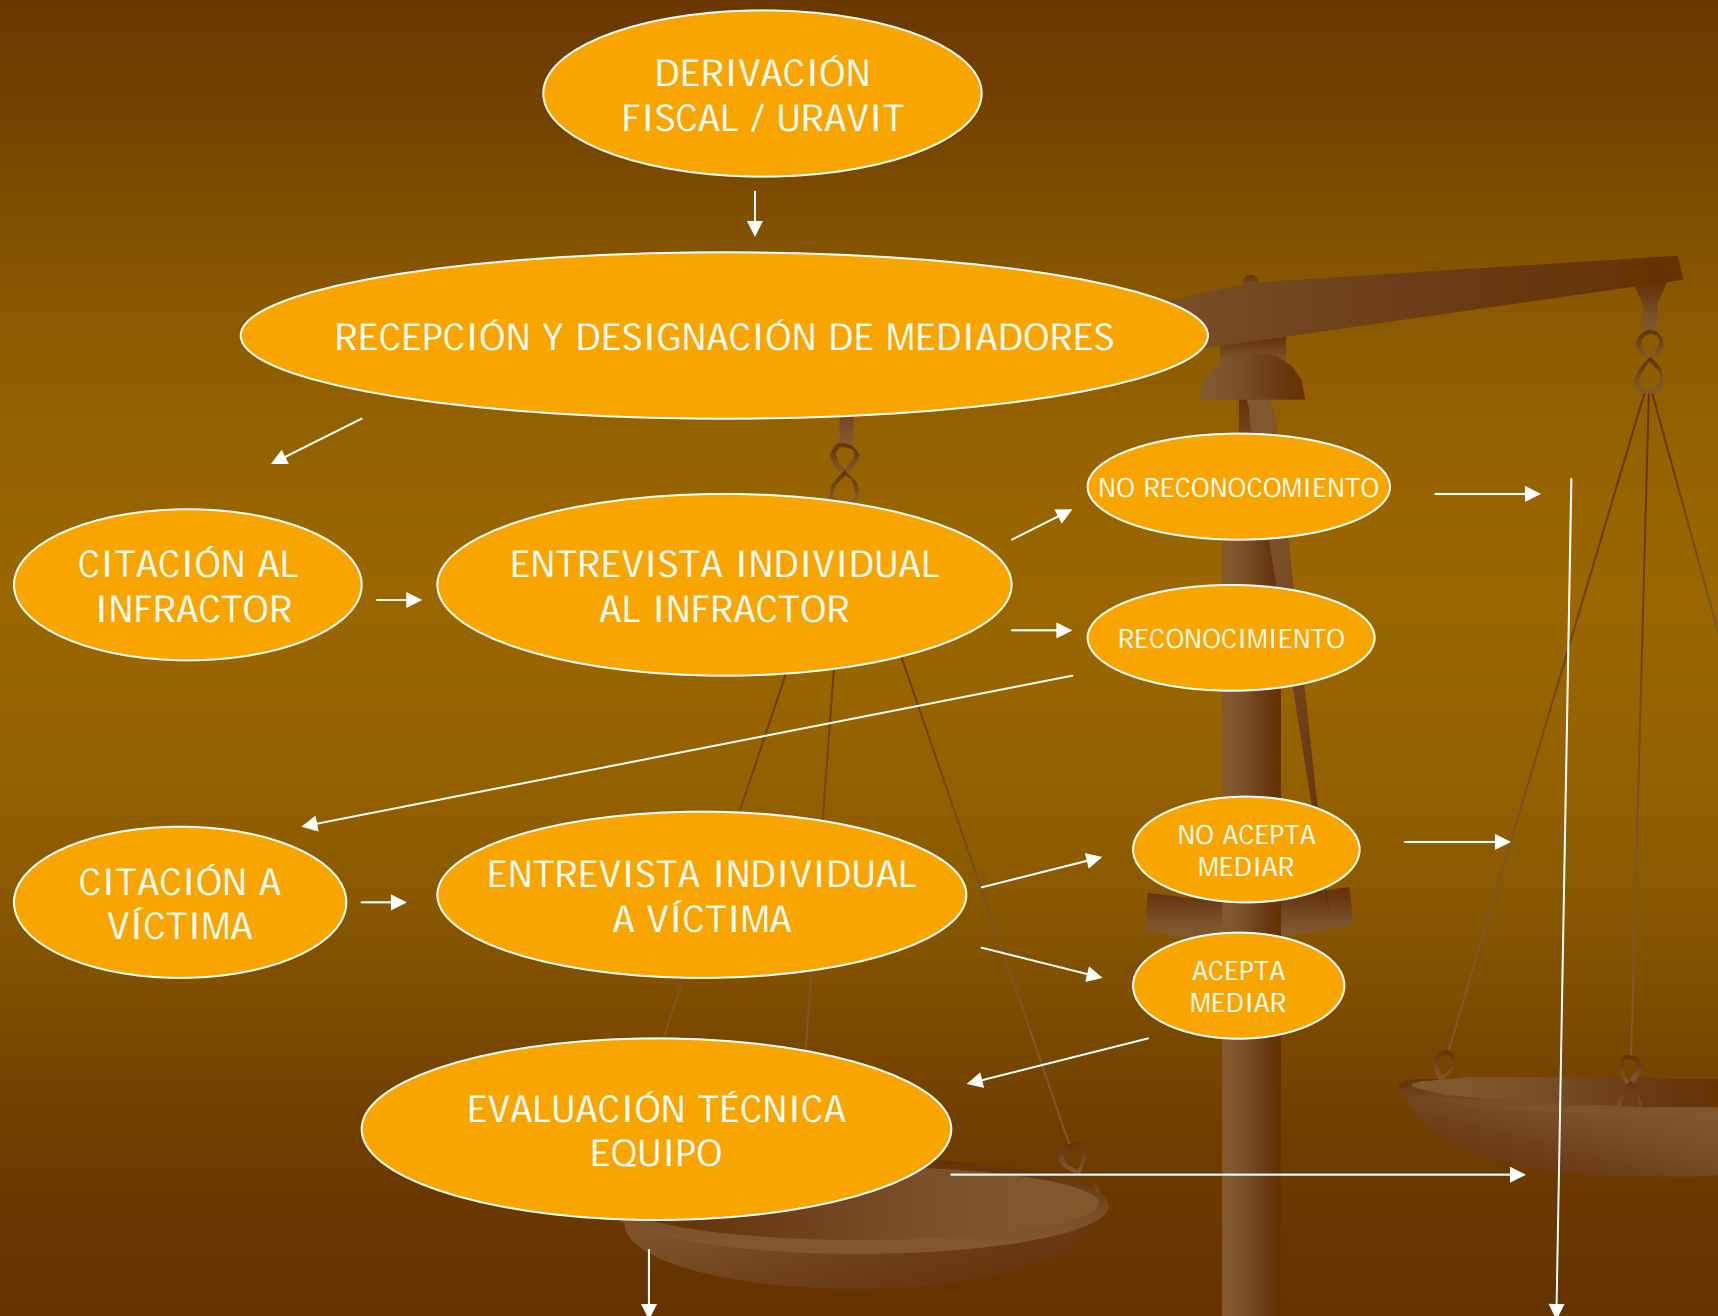 DERIVACIÓN
FISCAL / URAVIT
RECEPCIÓN Y DESIGNACIÓN DE MEDIADORES
NO RECONOCOMIENTO
CITACIÓN AL
INFRACTOR
ENTREVISTA INDIVIDUAL
AL INFRACTOR
RECONOCIMIENTO
NO ACEPTA
MEDIAR
CITACIÓN A
VÍCTIMA
ENTREVISTA INDIVIDUAL
A VÍCTIMA
ACEPTA
MEDIAR
EVALUACIÓN TÉCNICA
EQUIPO